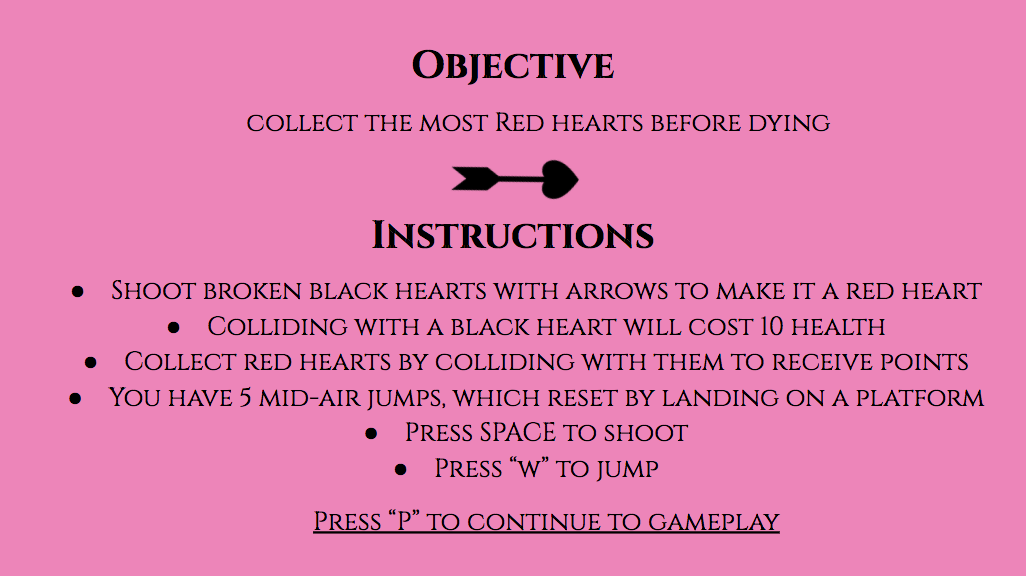 Objective
collect the most Red hearts before dying
Instructions
● Shoot broken black hearts with arrows to make it a red heart
● Colliding with a black heart will cost 10 health
● Collect red hearts by colliding with them to receive points
● You have 5 mid-air jumps, which reset by landing on a platform
● Press SPACE to shoot
● Press “w” to jump
Press “P” to continue to gameplay